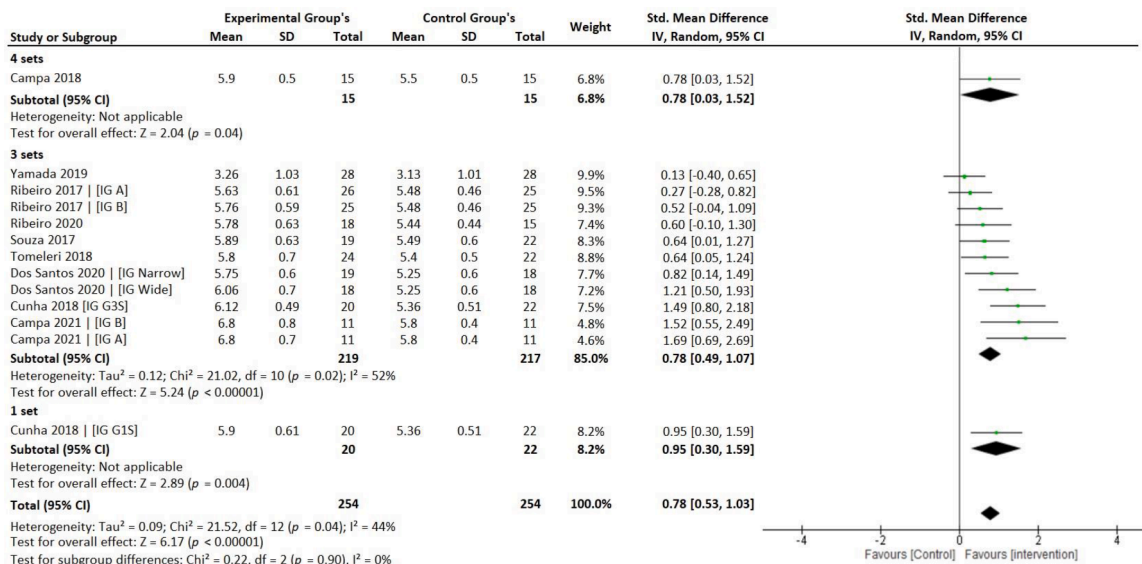 Experimental Group's Control Group's Std. Mean Difference Std. Mean Difference
Study or Subgroup Mean SD Total Mean SD Total Weight IV, Random, 95% CI IV, Random, 95% CI
4 sets
Campa 2018 5.9 0.5 15 5.5 0.5 15 6.8% 0.78 [0.03, 1.52]
Subtotal (95% CI) 15 15 6.8% 0.78 [0.03, 1.52]
Heterogeneity: Not applicable
Test for overall effect: Z = 2.04 (p = 0.04)
3 sets
Yamada 2019 3.26 1.03 28 3.13 1.01 28 9.9% 0.13 [-0.40, 0.65]
Ribeiro 2017 | [IG A] 5.63 0.61 26 5.48 0.46 25 9.5% 0.27 [-0.28, 0.82]
Ribeiro 2017 | [IG B] 5.76 0.59 25 5.48 0.46 25 9.3% 0.52 [-0.04, 1.09]
Ribeiro 2020 5.78 0.63 18 5.44 0.44 15 7.4% 0.60 [-0.10, 1.30]
Souza 2017 5.89 0.63 19 5.49 0.6 22 8.3% 0.64 [0.01, 1.27]
Tomeleri 2018 5.8 0.7 24 5.4 0.5 22 8.8% 0.64 [0.05, 1.24]
Dos Santos 2020 | [IG Narrow] 5.75 0.6 19 5.25 0.6 18 7.7% 0.82 [0.14, 1.49]
Dos Santos 2020 | [IG Wide] 6.06 0.7 18 5.25 0.6 18 7.2% 1.21 [0.50, 1.93]
Cunha 2018 [IG G3S] 6.12 0.49 20 5.36 0.51 22 7.5% 1.49 [0.80, 2.18]
Campa 2021 | [IG B] 6.8 0.8 11 5.8 0.4 11 4.8% 1.52 [0.55, 2.49]
Campa 2021 | [IG A] 6.8 0.7 11 5.8 0.4 11 4.6% 1.69 [0.69, 2.69]
Subtotal (95% CI) 219 217 85.0% 0.78 [0.49, 1.07]
Heterogeneity: Tau² = 0.12; Chi² = 21.02, df = 10 (p = 0.02); I² = 52%
Test for overall effect: Z = 5.24 (p < 0.00001)
1 set
Cunha 2018 | [IG G1S] 5.9 0.61 20 5.36 0.51 22 8.2% 0.95 [0.30, 1.59]
Subtotal (95% CI) 20 22 8.2% 0.95 [0.30, 1.59]
Heterogeneity: Not applicable
Test for overall effect: Z = 2.89 (p = 0.004)
Total (95% CI) 254 254 100.0% 0.78 [0.53, 1.03]
Heterogeneity: Tau² = 0.09; Chi² = 21.52, df = 12 (p = 0.04); I² = 44%
Test for overall effect: Z = 6.17 (p < 0.00001)
Test for subgroup differences: Chi² = 0.22, df = 2 (p = 0.90), I² = 0%
-4 -2 0 2 4
Favours [Control] Favours [intervention]